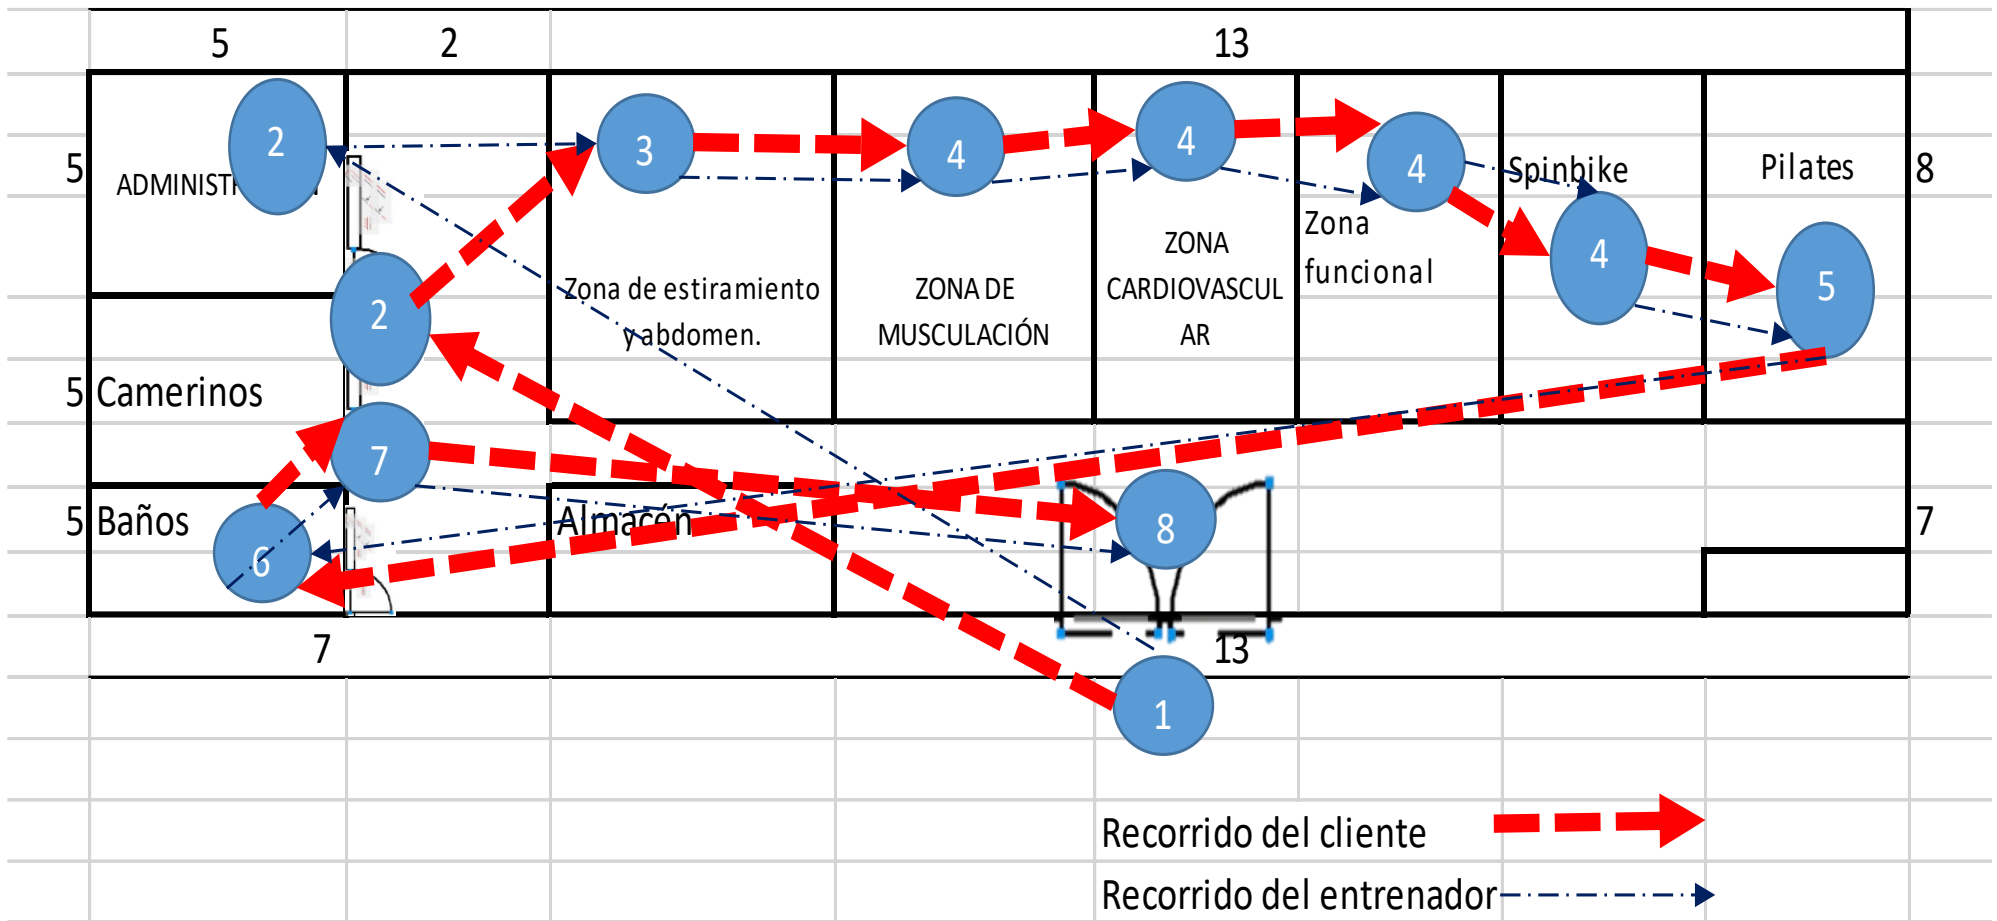 5 2 13
2 3 4 4 4
5 ADMINISTRACIÓN Spinbike Pilates 8
Zona
funcional
ZONA
CARDIOVASCUL
AR
4 5
2
Zona de estiramiento
y abdomen.
ZONA DE
MUSCULACIÓN
5 Camerinos
7
5 Baños Almacén 8 7
6
7 13
1
Recorrido del cliente
Recorrido del entrenador